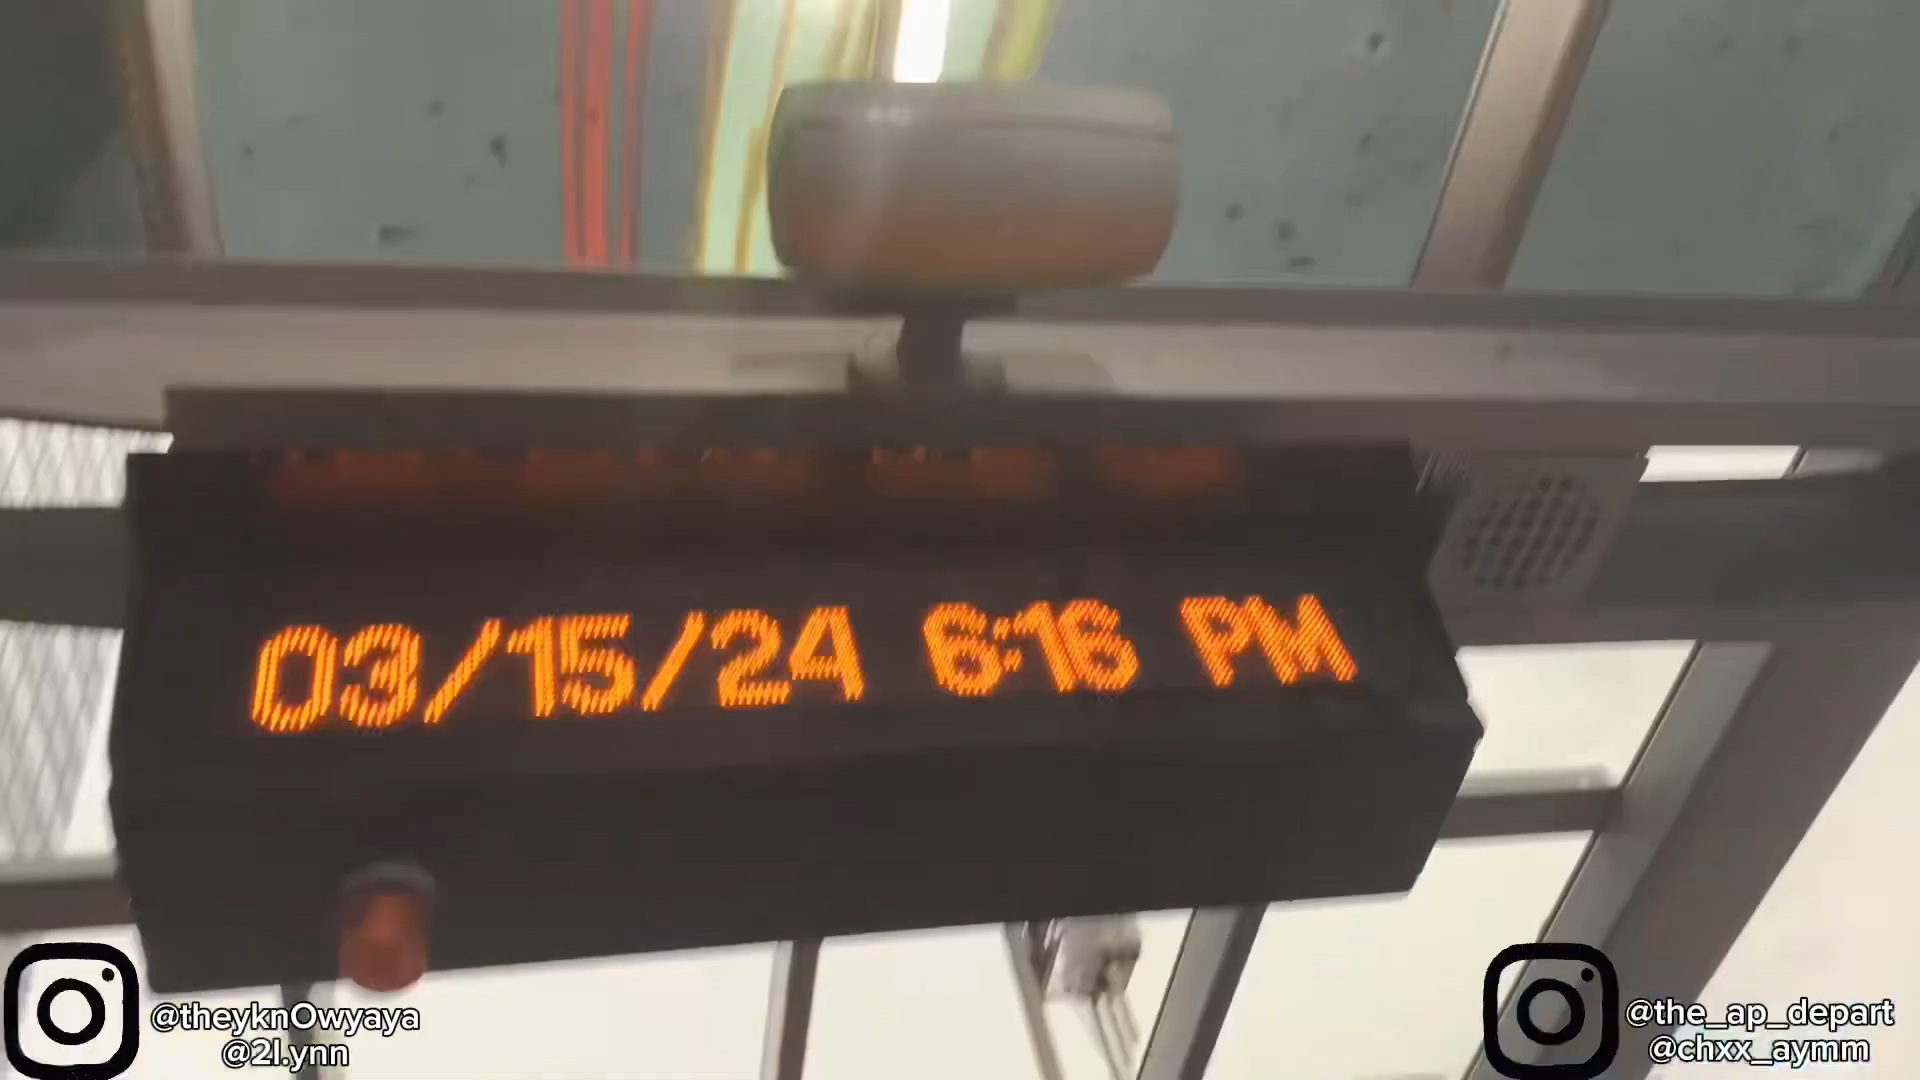 03/15/24 6:16 PM
@theykn0wyaya
@2l.ynn
@the_ap_depart
@chxx_aymm